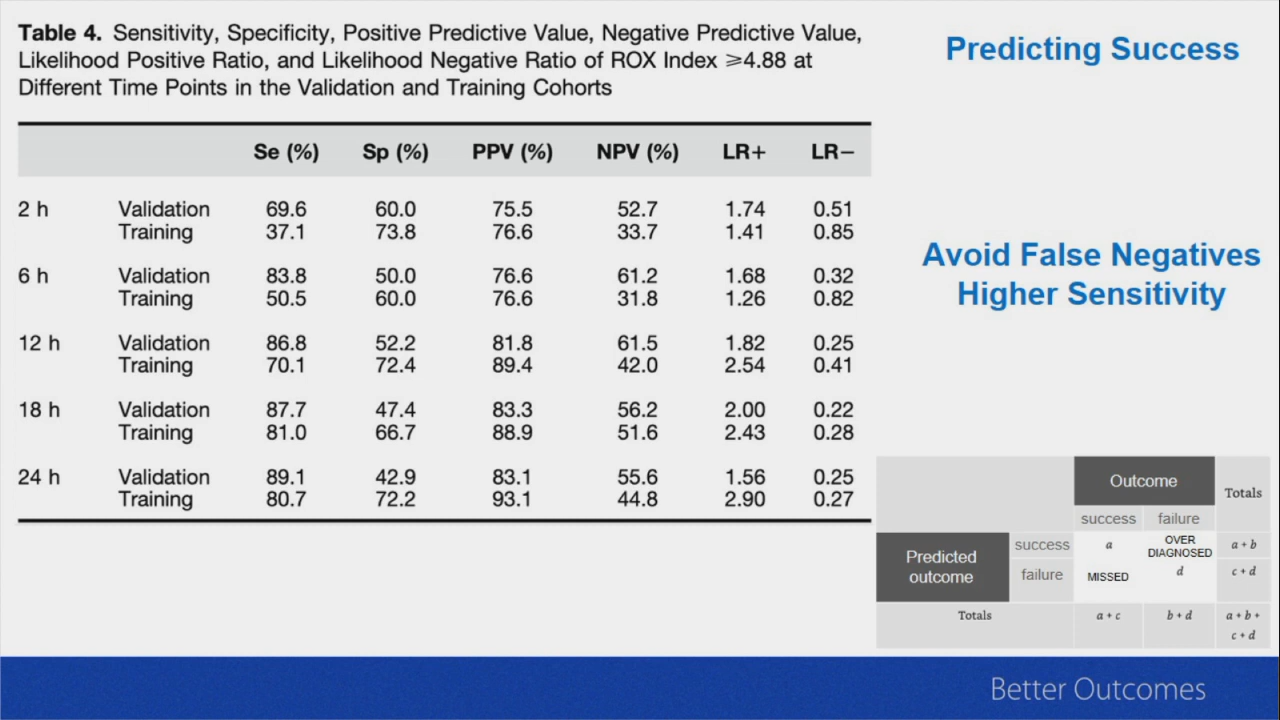 Table 4. Sensitivity, Specificity, Positive Predictive Value, Negative Predictive Value,
Likelihood Positive Ratio, and Likelihood Negative Ratio of ROX Index ⩾4.88 at
Different Time Points in the Validation and Training Cohorts
Se (%) Sp (%) PPV (%) NPV (%) LR+ LR−
2 h Validation 69.6 60.0 75.5 52.7 1.74 0.51
Training 37.1 73.8 76.6 33.7 1.41 0.85
6 h Validation 83.8 50.0 76.6 61.2 1.68 0.32
Training 50.5 60.0 76.6 31.8 1.26 0.82
12 h Validation 86.8 52.2 81.8 61.5 1.82 0.25
Training 70.1 72.4 89.4 42.0 2.54 0.41
18 h Validation 87.7 47.4 83.3 56.2 2.00 0.22
Training 81.0 66.7 88.9 51.6 2.43 0.28
24 h Validation 89.1 42.9 83.1 55.6 1.56 0.25
Training 80.7 72.2 93.1 44.8 2.90 0.27
Predicting Success
Avoid False Negatives
Higher Sensitivity
Outcome Totals
success failure
Predicted
outcome
success a OVER
DIAGNOSED a + b
failure MISSED d c + d
Totals a + c b + d a + b +
c + d
Better Outcomes